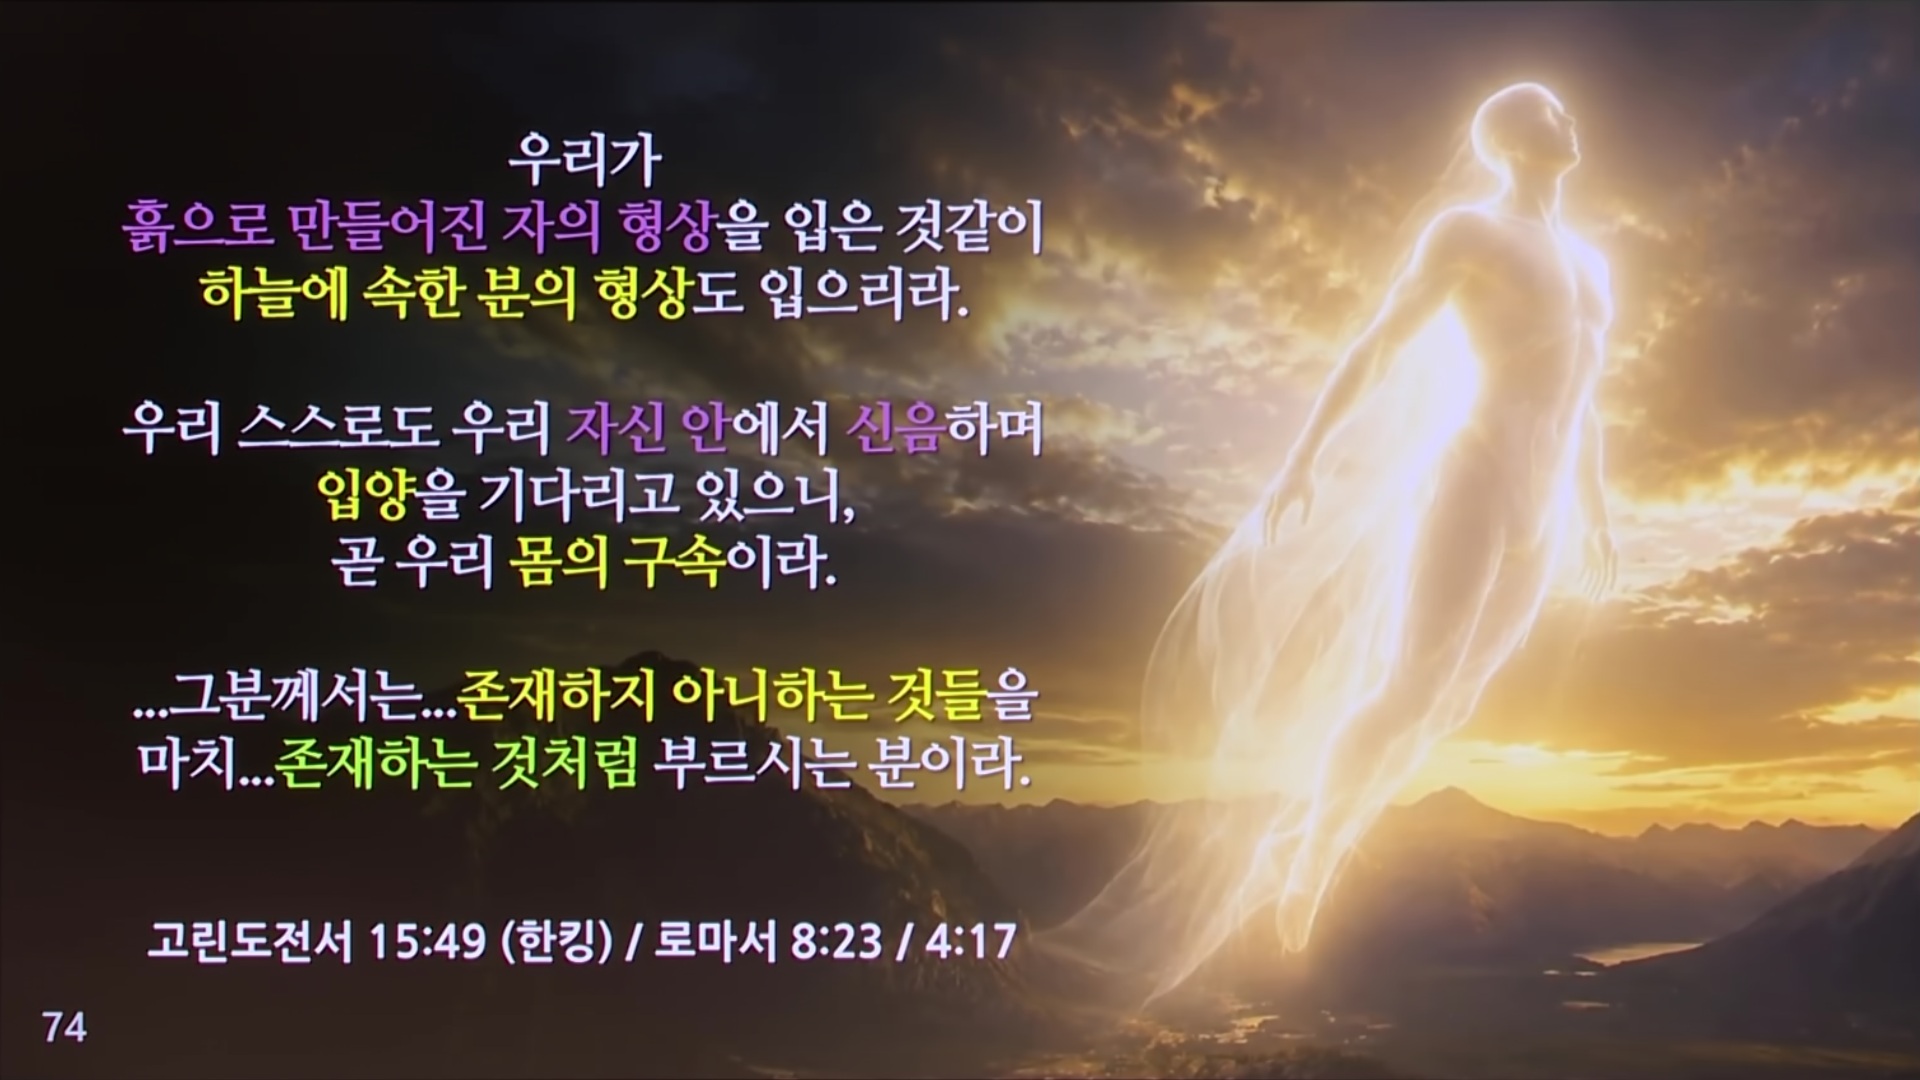 우리가
흙으로 만들어진 자의 형상을 입은 것같이
하늘에 속한 분의 형상도 입으리라.
우리 스스로도 우리 자신 안에서 신음하며
입양을 기다리고 있으니,
곧 우리 몸의 구속이라.
...그분께서는...존재하지 아니하는 것들을
마치...존재하는 것처럼 부르시는 분이라.
고린도전서 15:49 (한킹) / 로마서 8:23 / 4:17
74